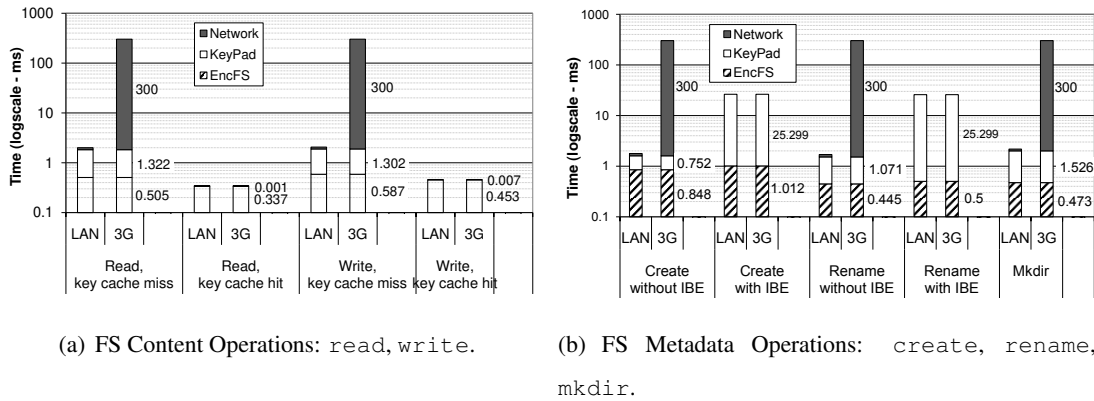 1000
100
10
1
0.1
Time (logscale - ms)
Network
KeyPad
EncFS
300
1.322
0.505
0.001
0.337
300
1.302
0.587
0.007
0.453
LAN 3G LAN 3G LAN 3G LAN 3G
Read, key cache miss
Read, key cache hit
Write, key cache miss
Write, key cache hit
(a) FS Content Operations: read, write.
1000
100
10
1
0.1
Time (logscale - ms)
Network
KeyPad
EncFS
300
0.752
0.848
25.299
1.012
300
1.071
0.445
25.299
0.5
300
1.526
0.473
LAN 3G LAN 3G LAN 3G LAN 3G LAN 3G
Create without IBE
Create with IBE
Rename without IBE
Rename with IBE
Mkdir
(b) FS Metadata Operations: create, rename,
mkdir.